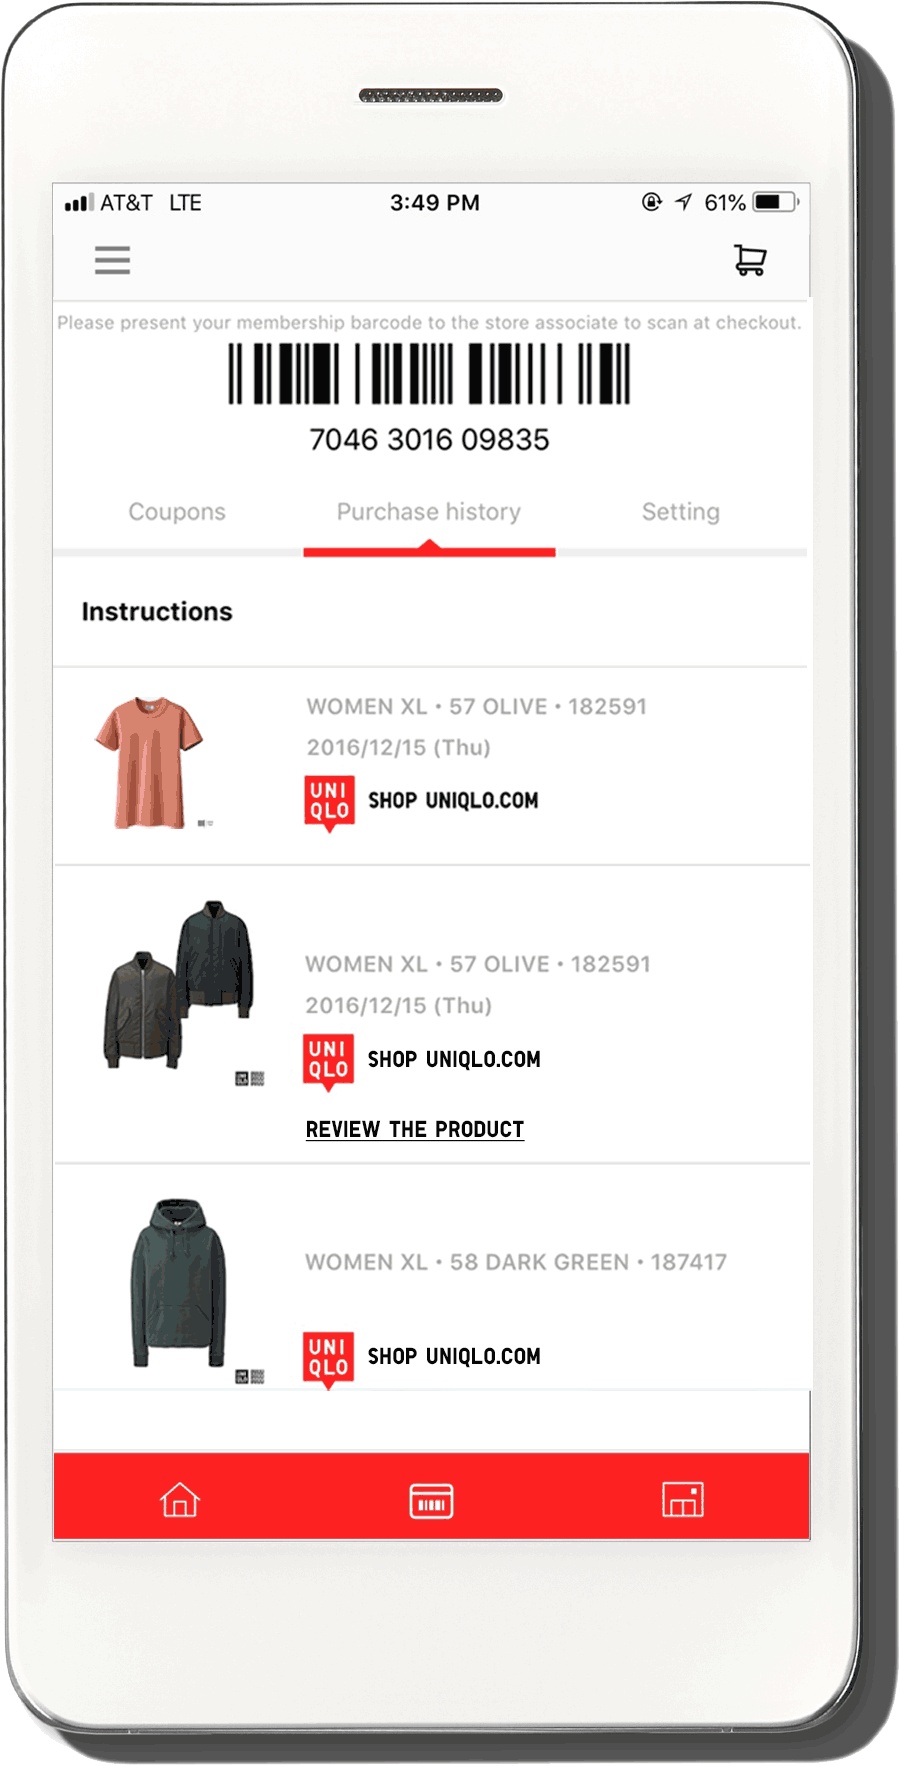 AT&T LTE 3:49 PM 61%
Please present your membership barcode to the store associate to scan at checkout.
7046 3016 09835
Coupons Purchase history Setting
Instructions
WOMEN XL • 57 OLIVE • 182591
2016/12/15 (Thu)
UNI
QLO
SHOP UNIQLO.COM
WOMEN XL • 57 OLIVE • 182591
2016/12/15 (Thu)
UNI
QLO
SHOP UNIQLO.COM
REVIEW THE PRODUCT
WOMEN XL • 58 DARK GREEN • 187417
UNI
QLO
SHOP UNIQLO.COM